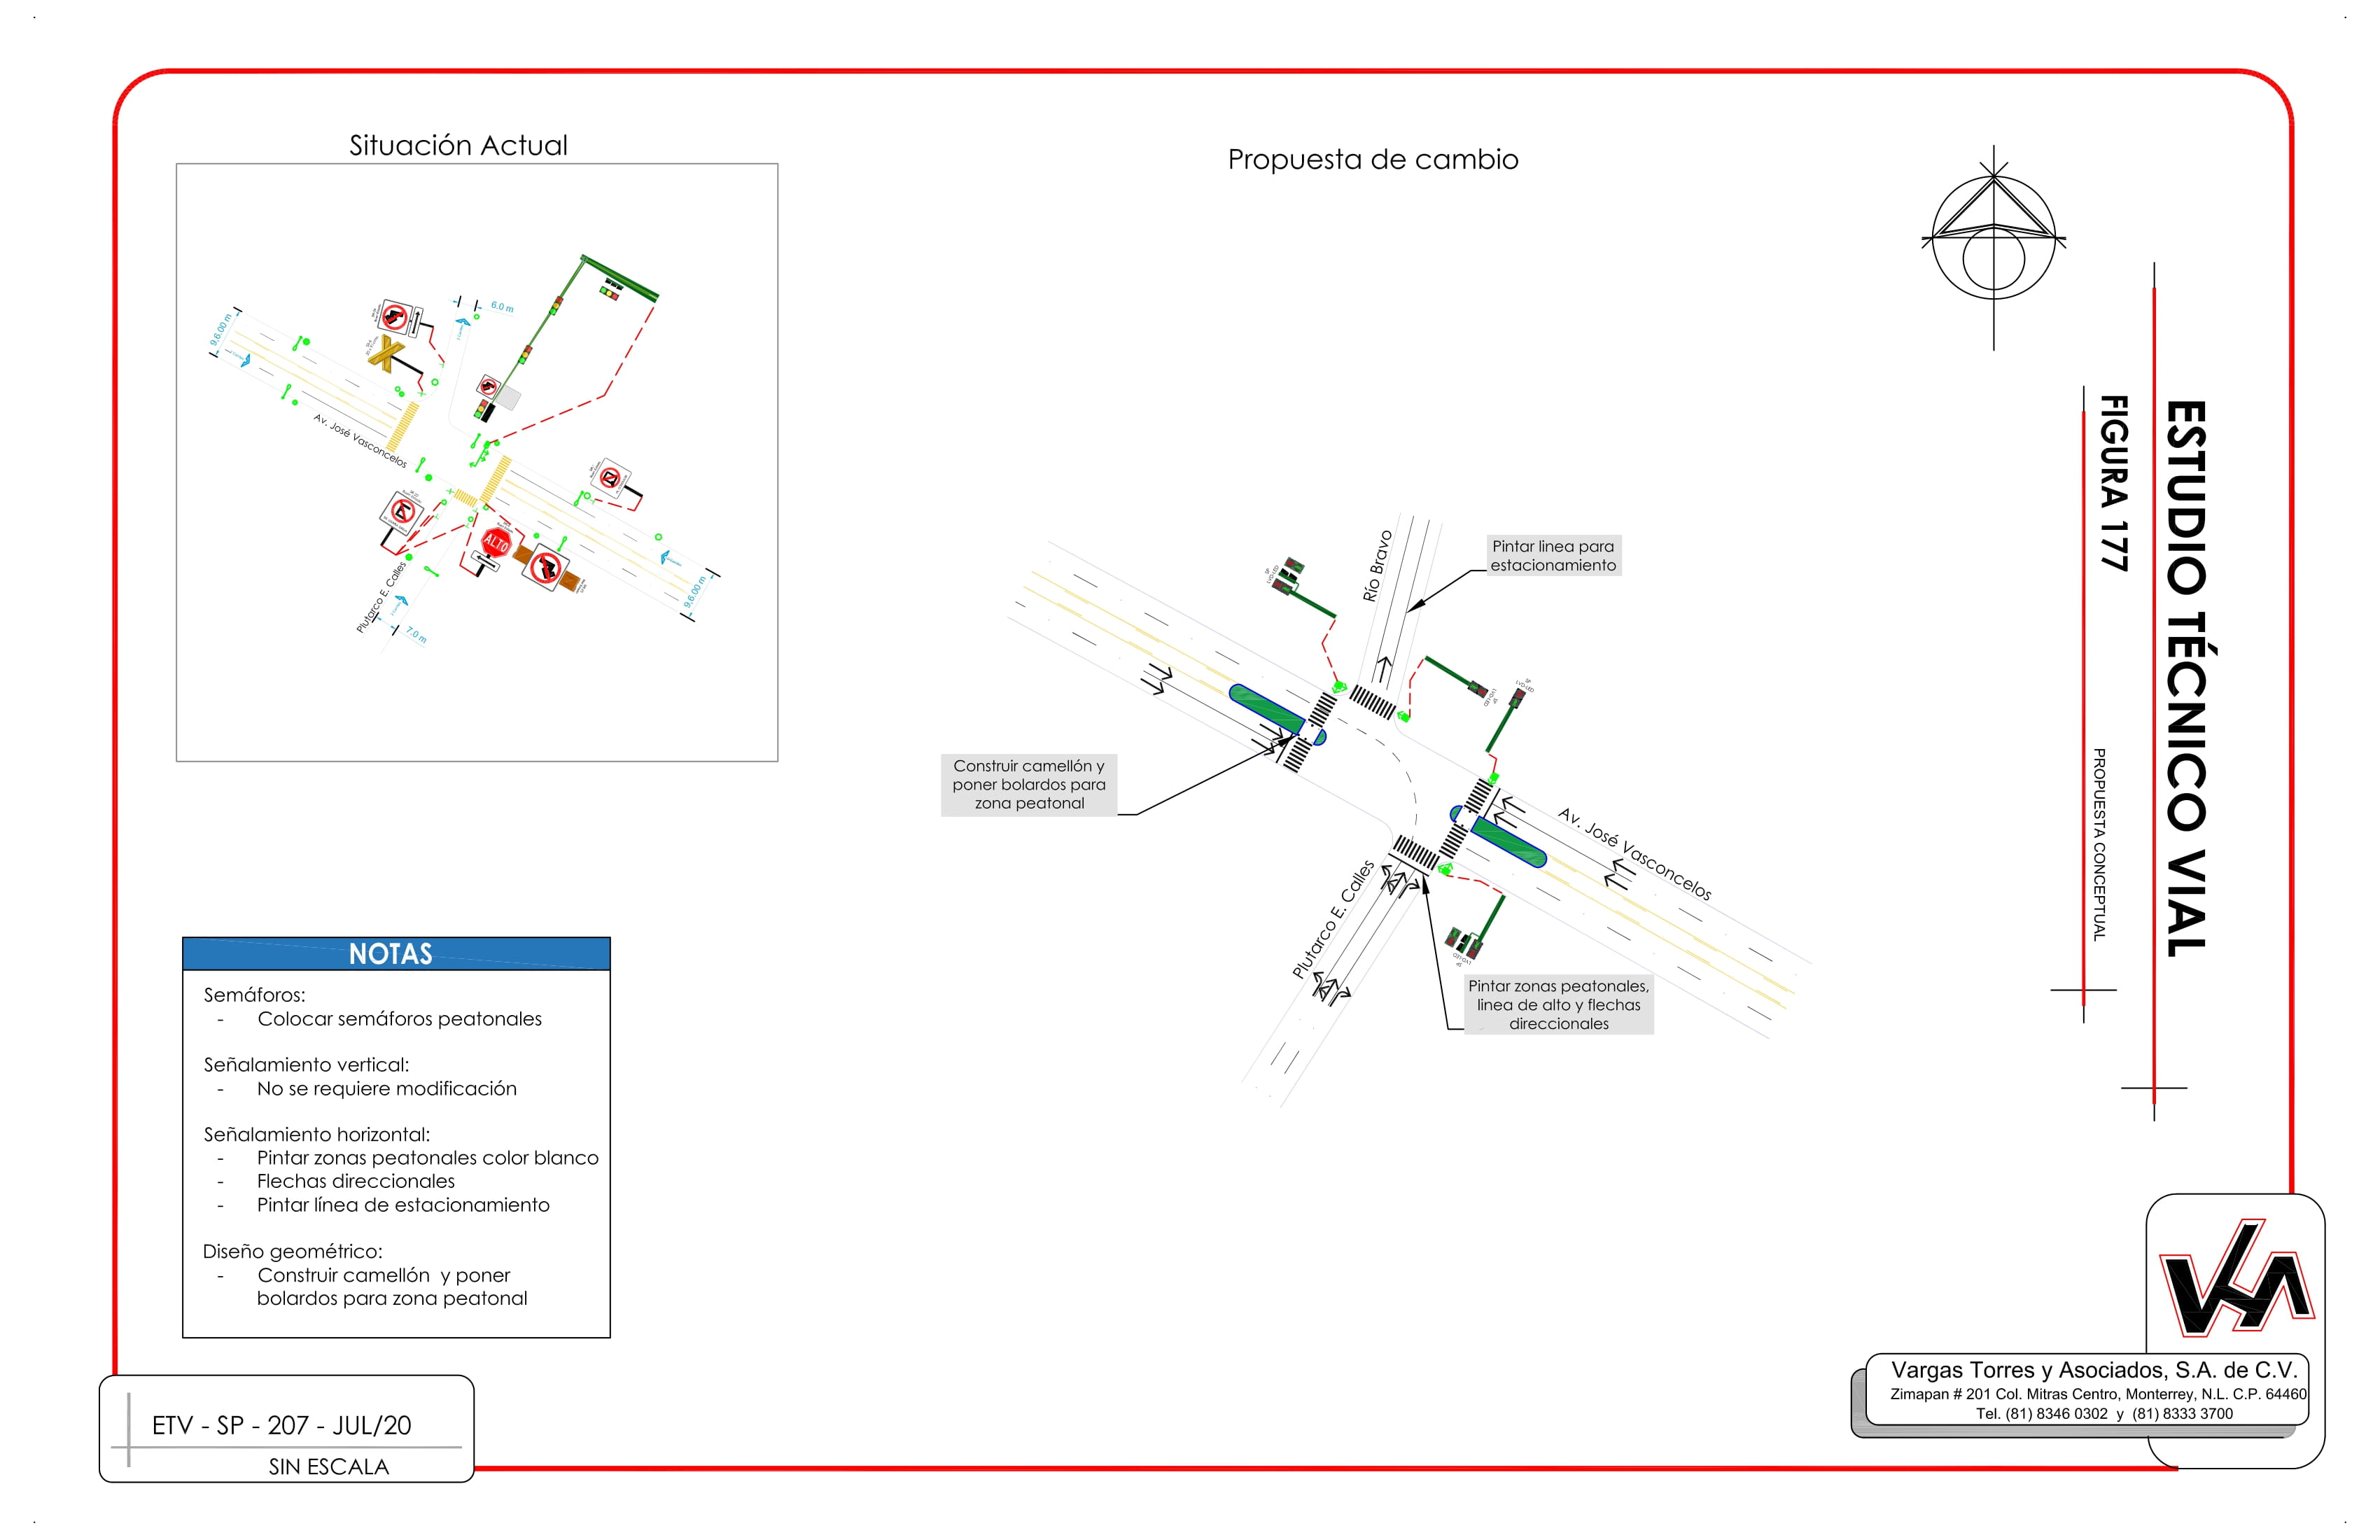 Situación Actual
Propuesta de cambio
9.6.00 m
6.0 m
Av. José Vasconcelos
ALTO
Plutarco E. Calles
7.0 m
9.6.00 m
Río Bravo
Pintar linea para
estacionamiento
Construir camellón y
poner bolardos para
zona peatonal
Av. José Vasconcelos
Plutarco E. Calles
Pintar zonas peatonales,
linea de alto y flechas
direccionales
ESTUDIO TÉCNICO VIAL
FIGURA 177
PROPUESTA CONCEPTUAL
NOTAS
Semáforos:
- Colocar semáforos peatonales
Señalamiento vertical:
- No se requiere modificación
Señalamiento horizontal:
- Pintar zonas peatonales color blanco
- Flechas direccionales
- Pintar línea de estacionamiento
Diseño geométrico:
- Construir camellón y poner
bolardos para zona peatonal
ETV - SP - 207 - JUL/20
SIN ESCALA
Vargas Torres y Asociados, S.A. de C.V.
Zimapan # 201 Col. Mitras Centro, Monterrey, N.L. C.P. 64460
Tel. (81) 8346 0302 y (81) 8333 3700